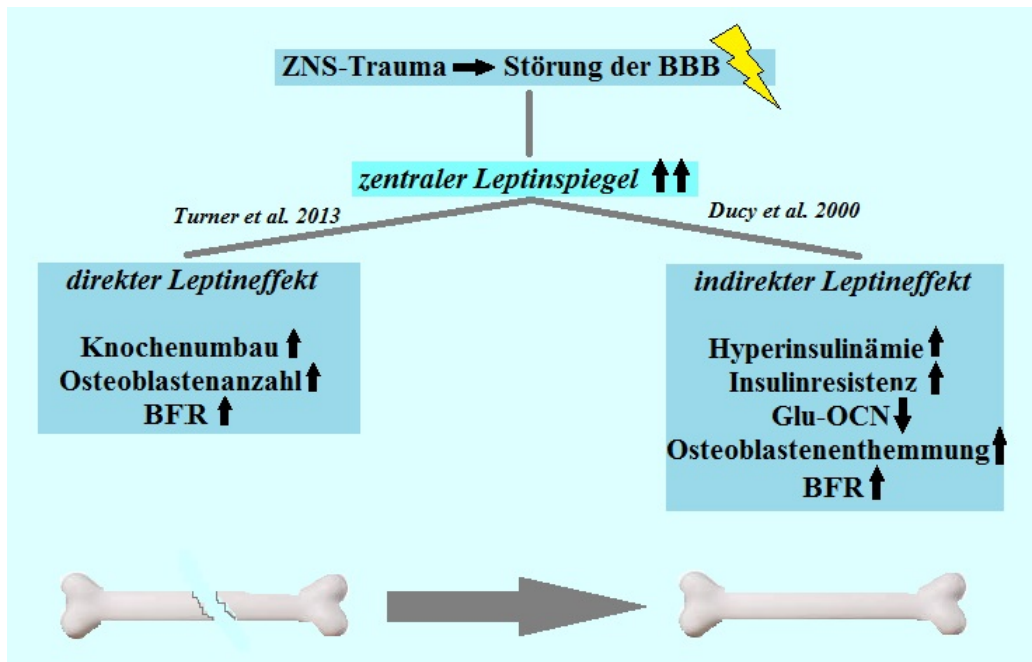 ZNS-Trauma → Störung der BBB
zentraler Leptinspiegel ↑↑
Turner et al. 2013
Ducy et al. 2000
direkter Leptineffekt
Knochenumbau ↑
Osteoblastenanzahl ↑
BFR ↑
indirekter Leptineffekt
Hyperinsulinämie ↑
Insulinresistenz ↑
Glu-OCN ↓
Osteoblastenenthemmung ↑
BFR ↑